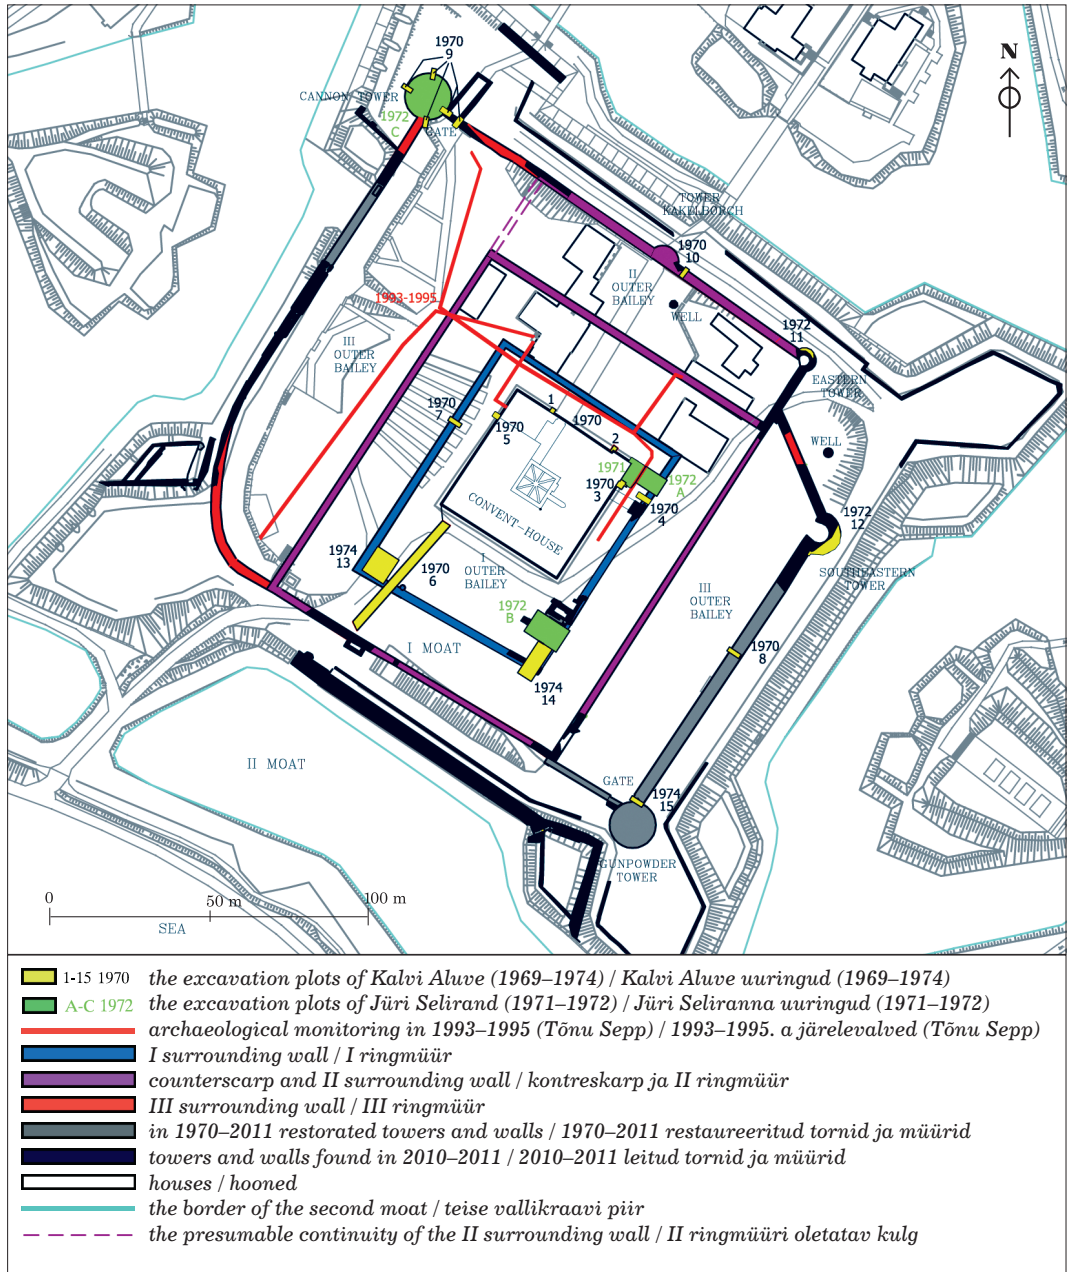 1970
9
N
CANNON TOWER
1972
C
GATE
TOWER
KAKELBORCH
1970
10
II
OUTER
BAILEY
WELL
1993-1995
1972
11
III
OUTER
BAILEY
EASTERN
TOWER
1970
7
1
1970
5
1970
2
WELL
1971
1970
3
1972
A
1970
4
CONVENT-HOUSE
1972
12
1974
13
1970
6
I
OUTER
BAILEY
SOUTHEASTERN
TOWER
1972
B
III
OUTER
BAILEY
I MOAT
1970
8
1974
14
II MOAT
GATE
1974
15
GUNPOWDER
TOWER
0
50 m
100 m
SEA
1-15 1970 the excavation plots of Kalvi Aluve (1969–1974) / Kalvi Aluve uuringud (1969–1974)
A-C 1972 the excavation plots of Jüri Selirand (1971–1972) / Jüri Seliranna uuringud (1971–1972)
archaeological monitoring in 1993–1995 (Tõnu Sepp) / 1993–1995. a järelevalved (Tõnu Sepp)
I surrounding wall / I ringmüür
counterscarp and II surrounding wall / kontreskarp ja II ringmüür
III surrounding wall / III ringmüür
in 1970–2011 restorated towers and walls / 1970–2011 restaureeritud tornid ja müürid
towers and walls found in 2010–2011 / 2010–2011 leitud tornid ja müürid
houses / hooned
the border of the second moat / teise vallikraavi piir
the presumable continuity of the II surrounding wall / II ringmüüri oletatav kulg